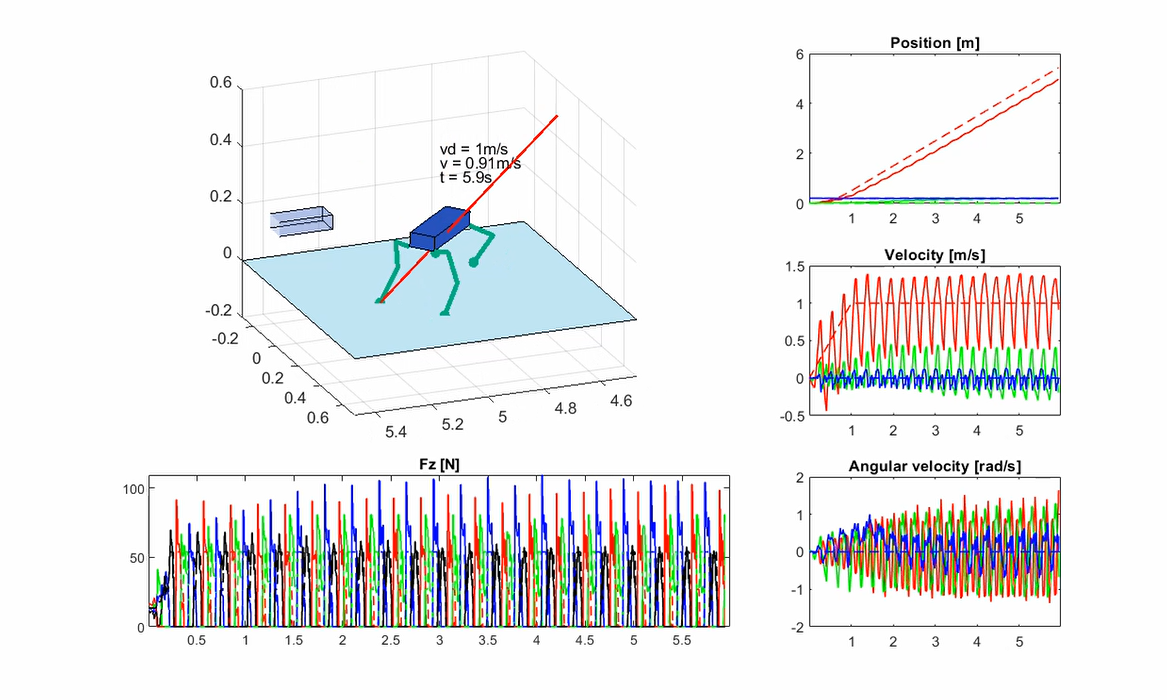 0.6
0.4
0.2
0
-0.2
-0.2
0
0.2
0.4
0.6
5.4
5.2
5
4.8
4.6
vd = 1m/s
v = 0.91m/s
t = 5.9s
Position [m]
6
4
2
0
1 2 3 4 5
Velocity [m/s]
1.5
1
0.5
0
-0.5
1 2 3 4 5
Fz [N]
100
50
0
0.5 1 1.5 2 2.5 3 3.5 4 4.5 5 5.5
Angular velocity [rad/s]
2
1
0
-1
-2
1 2 3 4 5